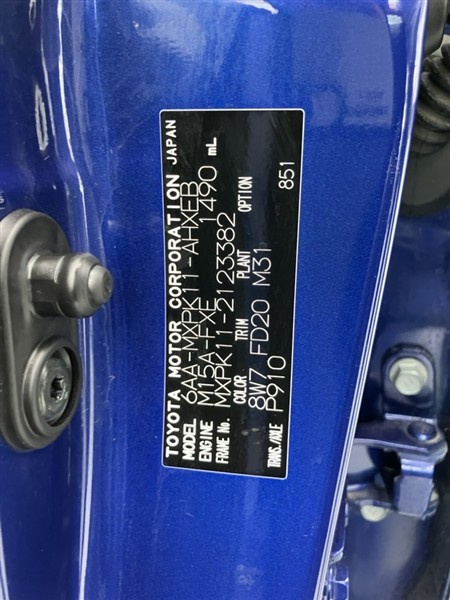 TOYOTA MOTOR CORPORATION JAPAN
MODEL 6AA-MXPK11-AHXEB
ENGINE M15A-FXE 1490 mL
FRAME No. MXPK11-2123382
COLOR TRIM PLANT OPTION
8W7 FD20 M31
TRANS./AXLE P910 851